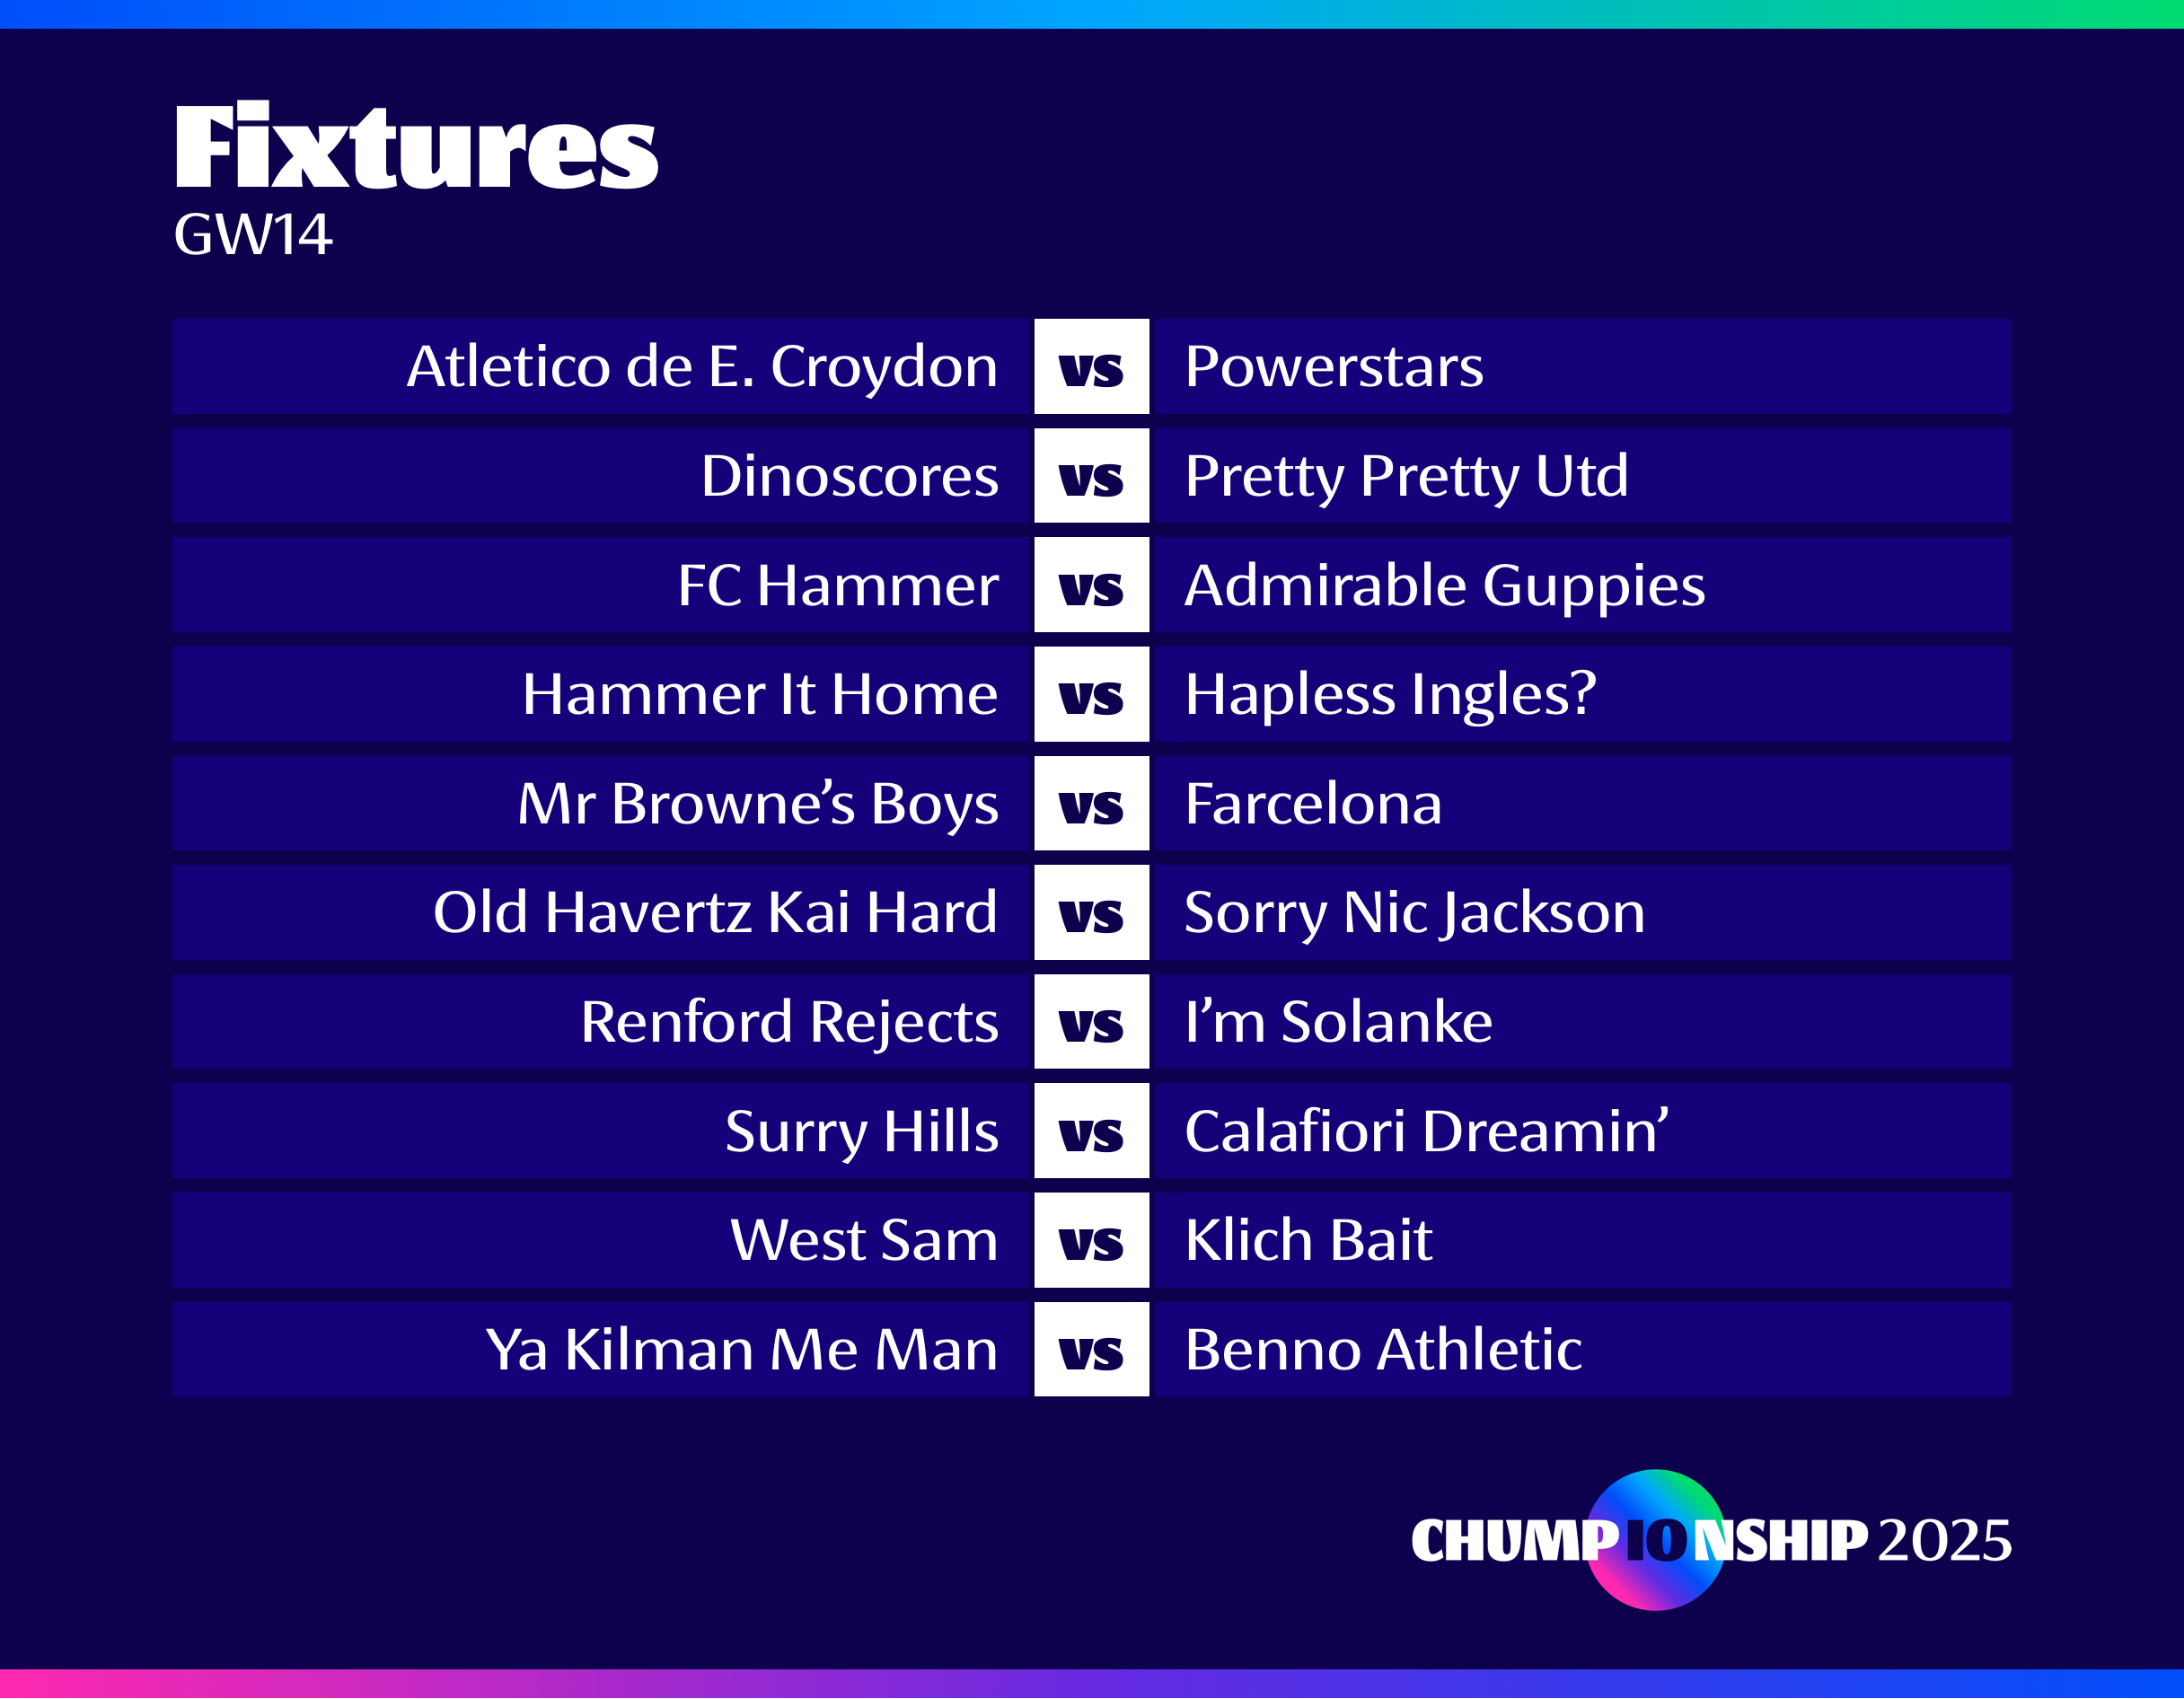 Fixtures
GW14
Atletico de E. Croydon vs Powerstars
Dinoscores vs Pretty Pretty Utd
FC Hammer vs Admirable Guppies
Hammer It Home vs Hapless Ingles?
Mr Browne’s Boys vs Farcelona
Old Havertz Kai Hard vs Sorry Nic Jackson
Renford Rejects vs I’m Solanke
Surry Hills vs Calafiori Dreamin’
West Sam vs Klich Bait
Ya Kilman Me Man vs Benno Athletic
CHUMPIONSHIP 2025